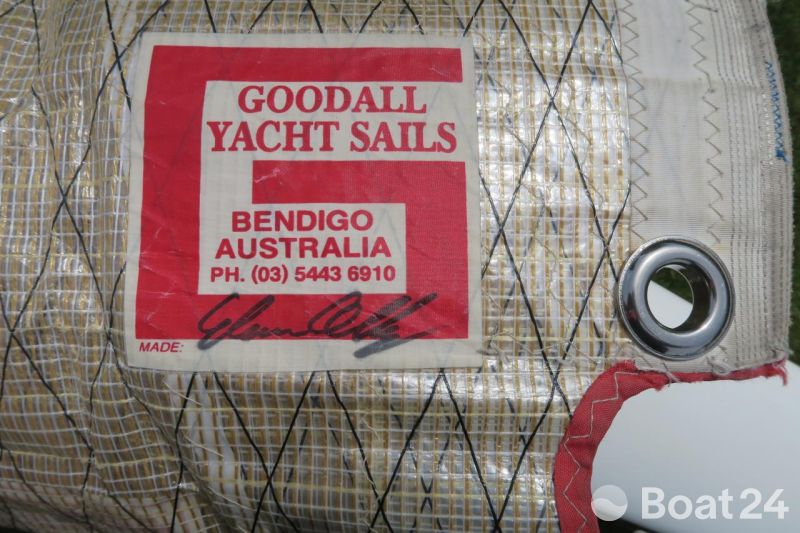 GOODALL
YACHT SAILS
BENDIGO
AUSTRALIA
PH. (03) 5443 6910
MADE:
Boat24